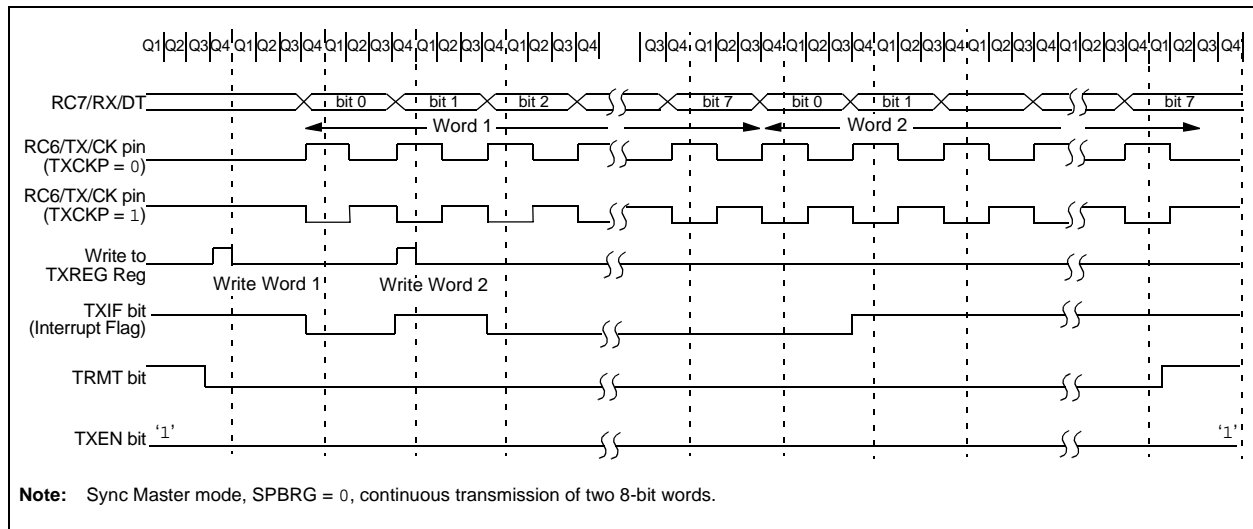 Q1 Q2 Q3 Q4 Q1 Q2 Q3 Q4 Q1 Q2 Q3 Q4 Q1 Q2 Q3 Q4 Q1 Q2 Q3 Q4 Q3 Q4 Q1 Q2 Q3 Q4 Q1 Q2 Q3 Q4 Q1 Q2 Q3 Q4 Q1 Q2 Q3 Q4 Q1 Q2 Q3 Q4 Q1 Q2 Q3 Q4
RC7/RX/DT bit 0 bit 1 bit 2 bit 7 bit 0 bit 1 bit 7
Word 1 Word 2
RC6/TX/CK pin
(TXCKP = 0)
RC6/TX/CK pin
(TXCKP = 1)
Write to
TXREG Reg
Write Word 1 Write Word 2
TXIF bit
(Interrupt Flag)
TRMT bit
TXEN bit '1' '1'
Note: Sync Master mode, SPBRG = 0, continuous transmission of two 8-bit words.